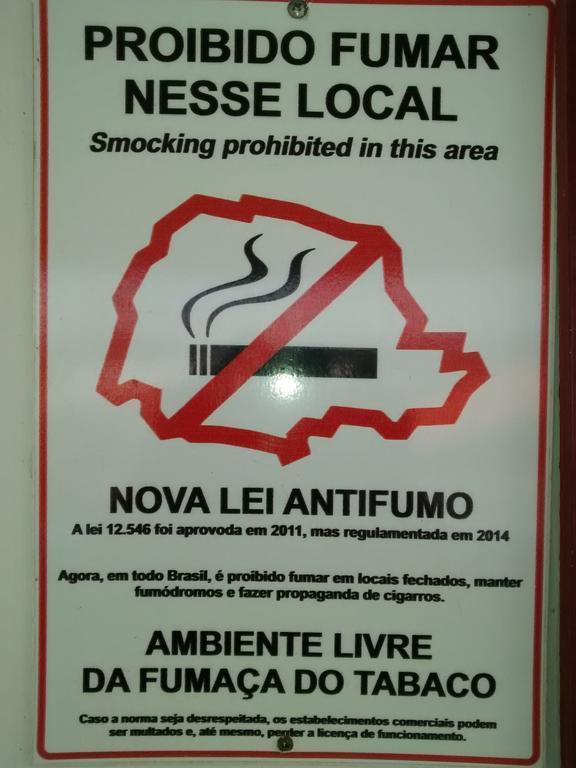 PROIBIDO FUMAR
NESSE LOCAL
Smocking prohibited in this area
NOVA LEI ANTIFUMO
A lei 12.546 foi aprovoda em 2011, mas regulamentada em 2014
Agora, em todo Brasil, é proibido fumar em locais fechados, manter
fumódromos e fazer propaganda de cigarros.
AMBIENTE LIVRE
DA FUMAÇA DO TABACO
Caso a norma seja desrespeitada, os estabelecimentos comerciais podem
ser multados e, até mesmo, perder a licença de funcionamento.